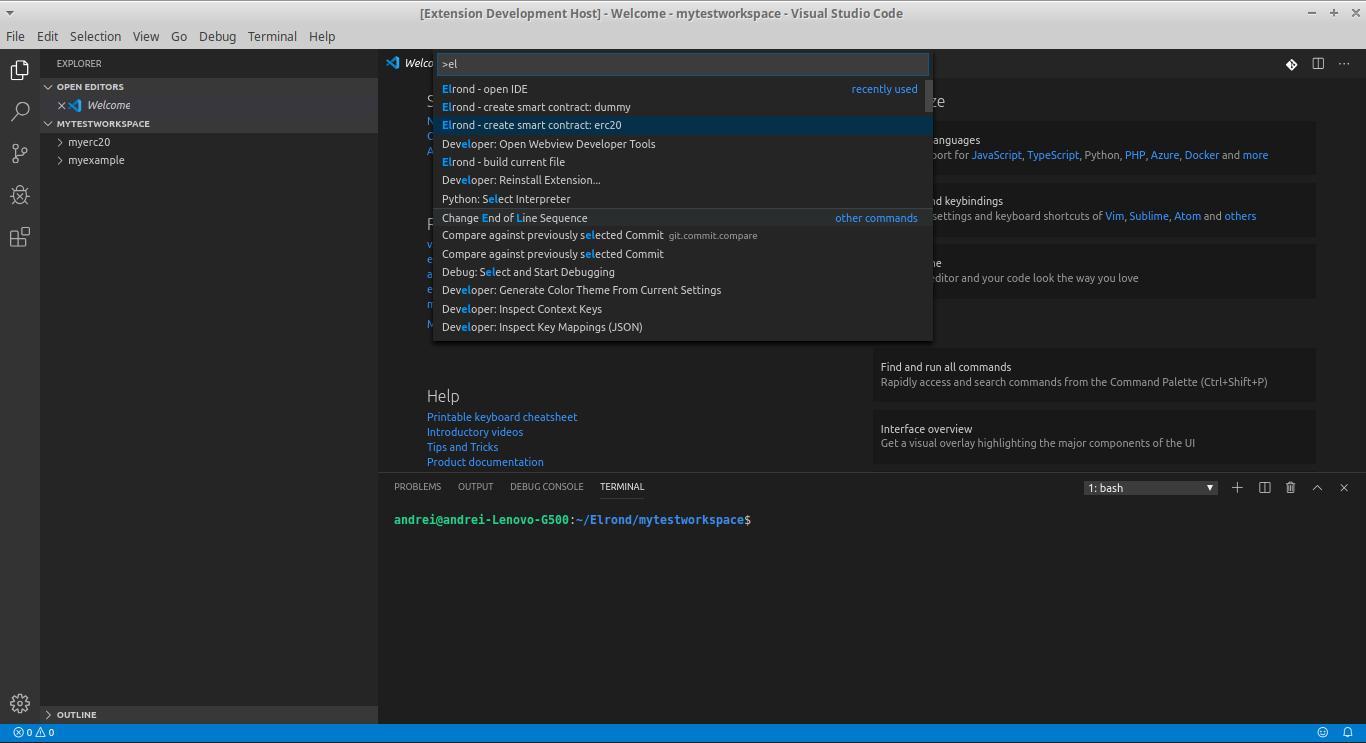 [Extension Development Host] - Welcome - mytestworkspace - Visual Studio Code
File Edit Selection View Go Debug Terminal Help
EXPLORER
OPEN EDITORS
Welcome
MYTESTWORKSPACE
myerc20
myexample
OUTLINE
>el
Elrond - open IDE recently used
Elrond - create smart contract: dummy
Elrond - create smart contract: erc20
Developer: Open Webview Developer Tools
Elrond - build current file
Developer: Reinstall Extension...
Python: Select Interpreter
Change End of Line Sequence other commands
Compare against previously selected Commit git.commit.compare
Compare against previously selected Commit
Debug: Select and Start Debugging
Developer: Generate Color Theme From Current Settings
Developer: Inspect Context Keys
Developer: Inspect Key Mappings (JSON)
Help
Printable keyboard cheatsheet
Introductory videos
Tips and Tricks
Product documentation
JavaScript, TypeScript, Python, PHP, Azure, Docker and more
keybindings
settings and keyboard shortcuts of Vim, Sublime, Atom and others
editor and your code look the way you love
Find and run all commands
Rapidly access and search commands from the Command Palette (Ctrl+Shift+P)
Interface overview
Get a visual overlay highlighting the major components of the UI
PROBLEMS OUTPUT DEBUG CONSOLE TERMINAL 1: bash
andrei@andrei-Lenovo-G500:~/Elrond/mytestworkspace$
0 0